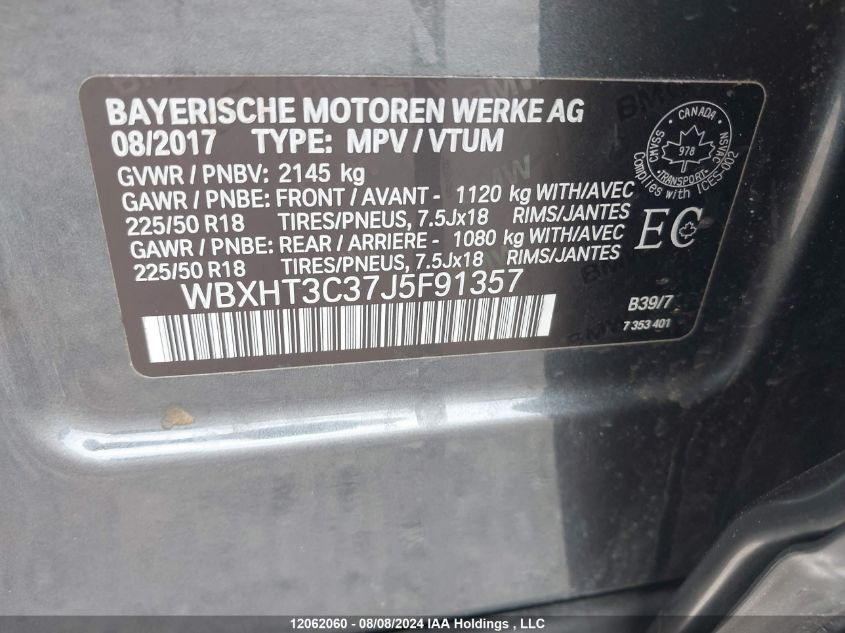 BAYERISCHE MOTOREN WERKE AG
08/2017 TYPE: MPV / VTUM
GVWR / PNBV: 2145 kg
GAWR / PNBE: FRONT / AVANT - 1120 kg WITH/AVEC
225/50 R18 TIRES/PNEUS, 7.5Jx18 RIMS/JANTES
GAWR / PNBE: REAR / ARRIERE - 1080 kg WITH/AVEC
225/50 R18 TIRES/PNEUS, 7.5Jx18 RIMS/JANTES
CANADA
CMVSS NSVAC
978
TRANSPORT
Complies with ICES-002
EC
WBXHT3C37J5F91357
B39/7
7 353 401
12062060 - 08/08/2024 IAA Holdings, LLC